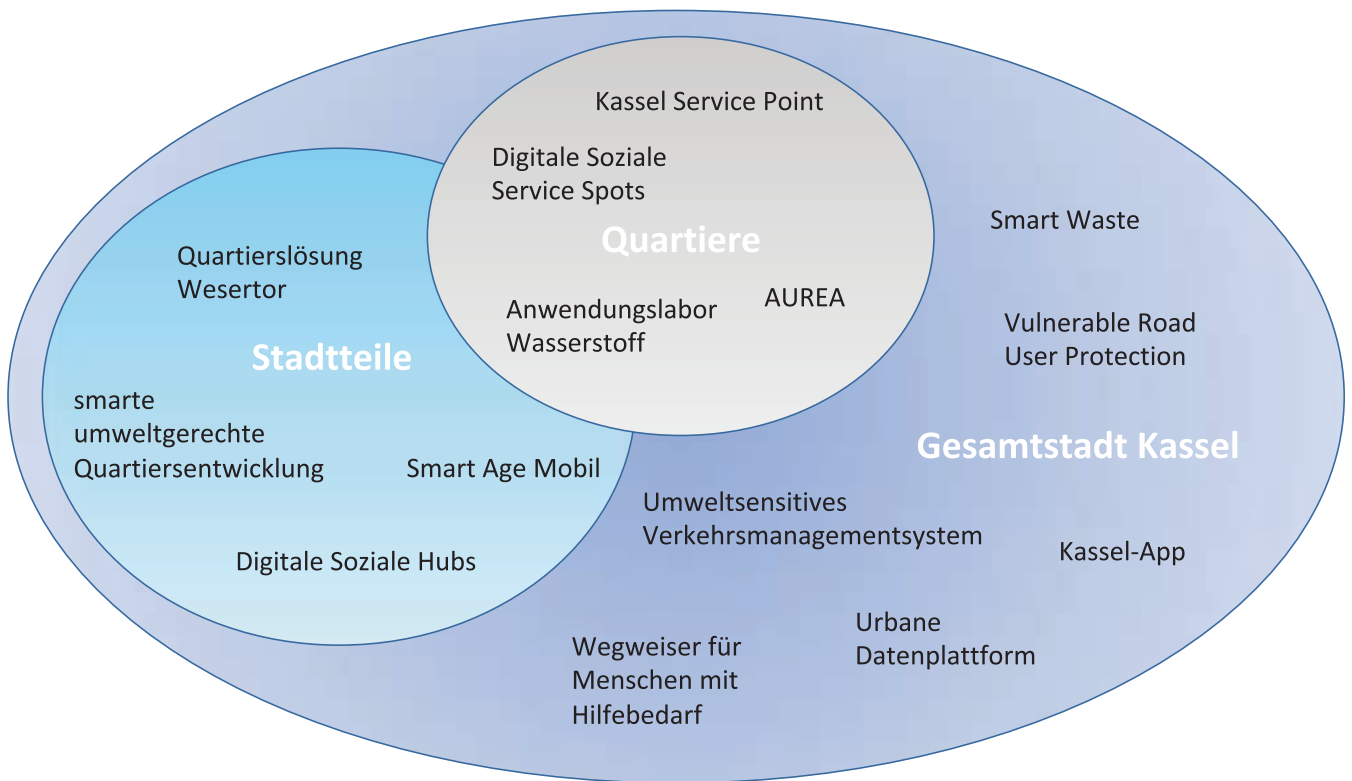 Kassel Service Point
Digitale Soziale
Service Spots
Quartiere
Anwendungslabor
Wasserstoff
AUREA
Quartierslösung
Wesertor
Stadtteile
smarte
umweltgerechte
Quartiersentwicklung
Smart Age Mobil
Digitale Soziale Hubs
Smart Waste
Vulnerable Road
User Protection
Gesamtstadt Kassel
Umweltsensitives
Verkehrsmanagementsystem
Kassel-App
Urbane
Datenplattform
Wegweiser für
Menschen mit
Hilfebedarf